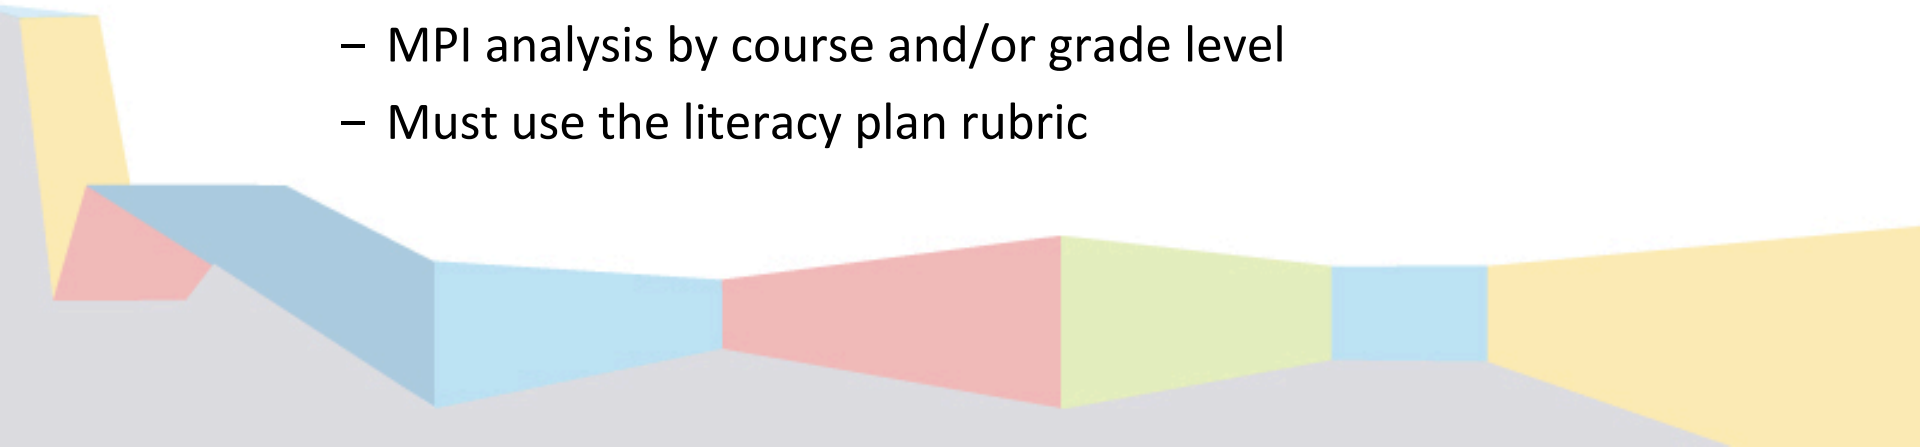 – MPI analysis by course and/or grade level
– Must use the literacy plan rubric